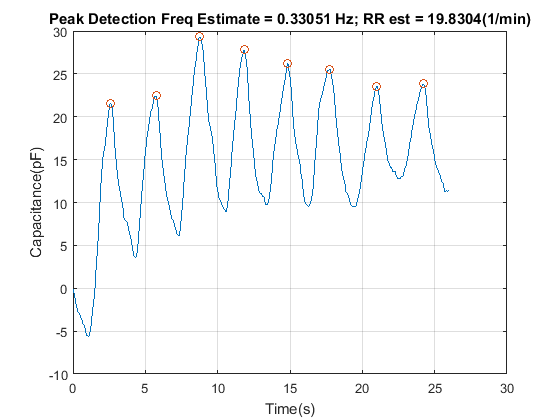 Peak Detection Freq Estimate = 0.33051 Hz; RR est = 19.8304(1/min)
30
25
20
15
10
5
0
-5
-10
Capacitance(pF)
0 5 10 15 20 25 30
Time(s)